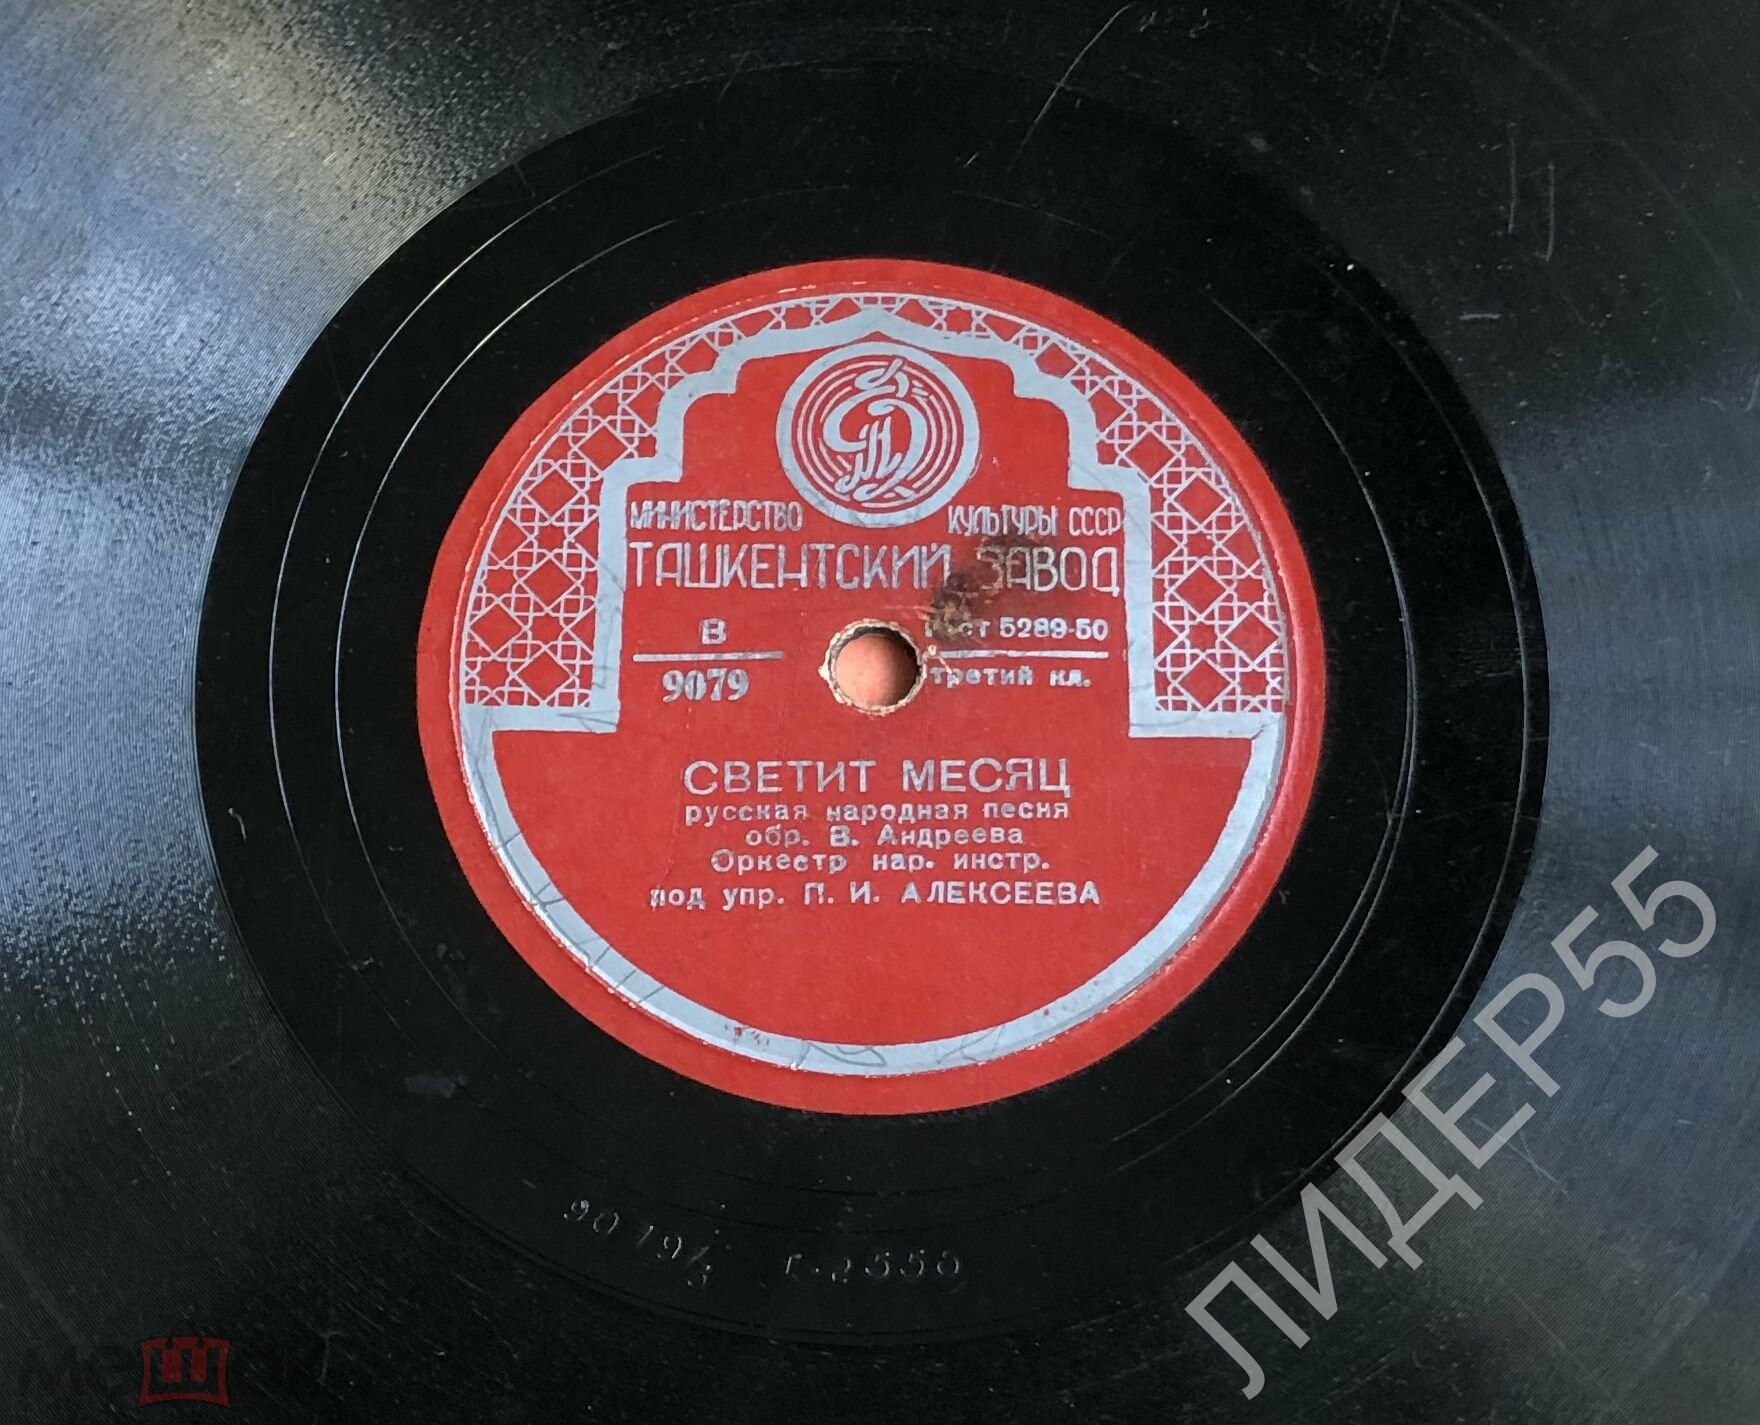 МИНИСТЕРСТВО КУЛЬТУРЫ СССР
ТАШКЕНТСКИЙ ЗАВОД
В
9079
Гост 5289-50
третий кл.
СВЕТИТ МЕСЯЦ
русская народная песня
обр. В. Андреева
Оркестр нар. инстр.
под упр. П. И. АЛЕКСЕЕВА
ЛИДЕР55